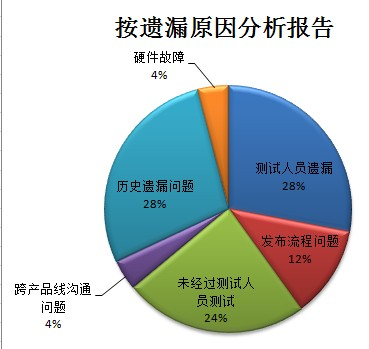 按遗漏原因分析报告
硬件故障
4%
测试人员遗漏
28%
历史遗漏问题
28%
发布流程问题
12%
未经过测试人
员测试
24%
跨产品线沟通
问题
4%